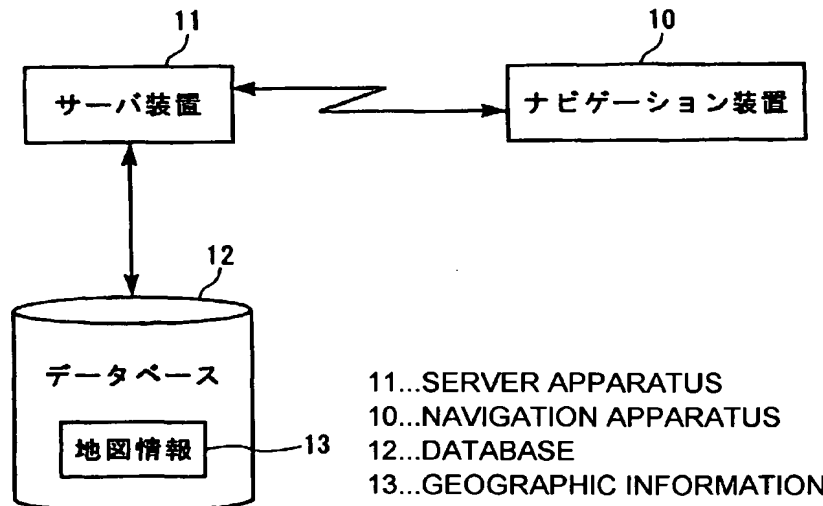 11
10
サーバ装置
ナビゲーション装置
12
データベース
地図情報
13
11...SERVER APPARATUS
10...NAVIGATION APPARATUS
12...DATABASE
13...GEOGRAPHIC INFORMATION